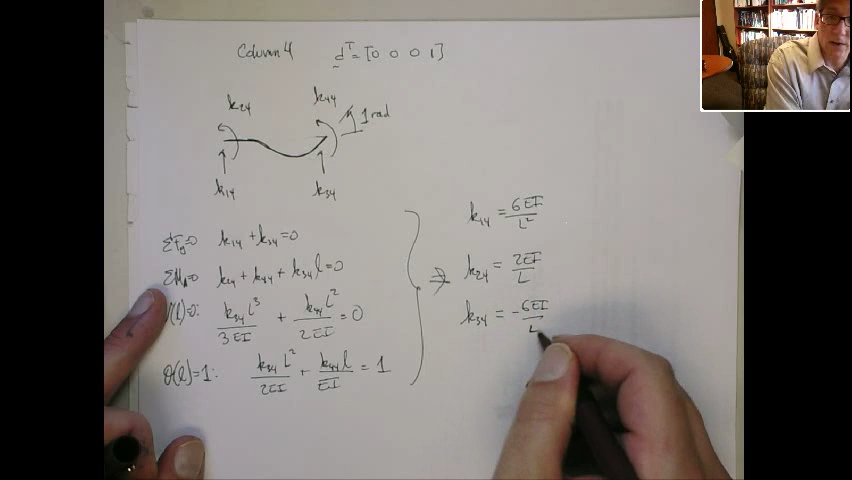 Column 4 d^T = [0 0 0 1]
k24 k44 1 rad
k14 k34
ΣFy=0 k14 + k34 = 0
ΣMA=0 k24 + k44 + k34 l = 0
(l)=0: k34 L^3 / 3EI + k44 L^2 / 2EI = 0
θ(l)=1: k34 L^2 / 2EI + k44 l / EI = 1
⇒
k14 = 6EI / L^2
k24 = 2EI / L
k34 = -6EI / L